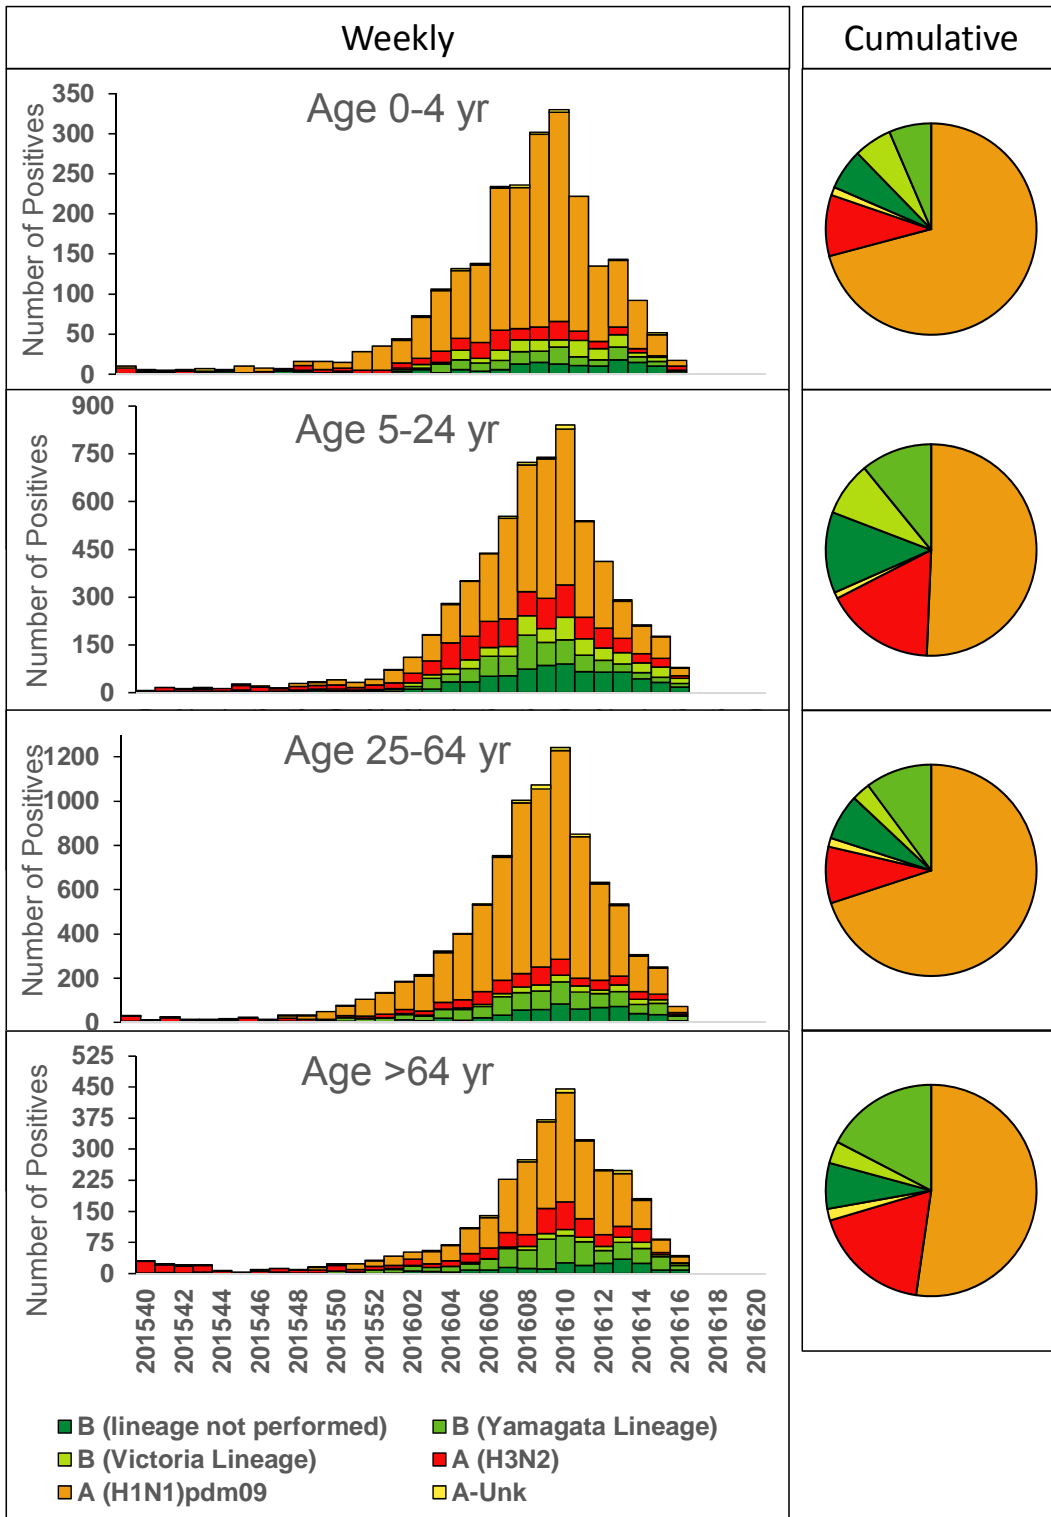 Weekly
Cumulative
Age 0-4 yr
Number of Positives
350
300
250
200
150
100
50
0
Age 5-24 yr
Number of Positives
900
750
600
450
300
150
0
Age 25-64 yr
Number of Positives
1200
1000
800
600
400
200
0
Age >64 yr
Number of Positives
525
450
375
300
225
150
75
0
201540
201542
201544
201546
201548
201550
201552
201602
201604
201606
201608
201610
201612
201614
201616
201618
201620
B (lineage not performed)
B (Yamagata Lineage)
B (Victoria Lineage)
A (H3N2)
A (H1N1)pdm09
A-Unk